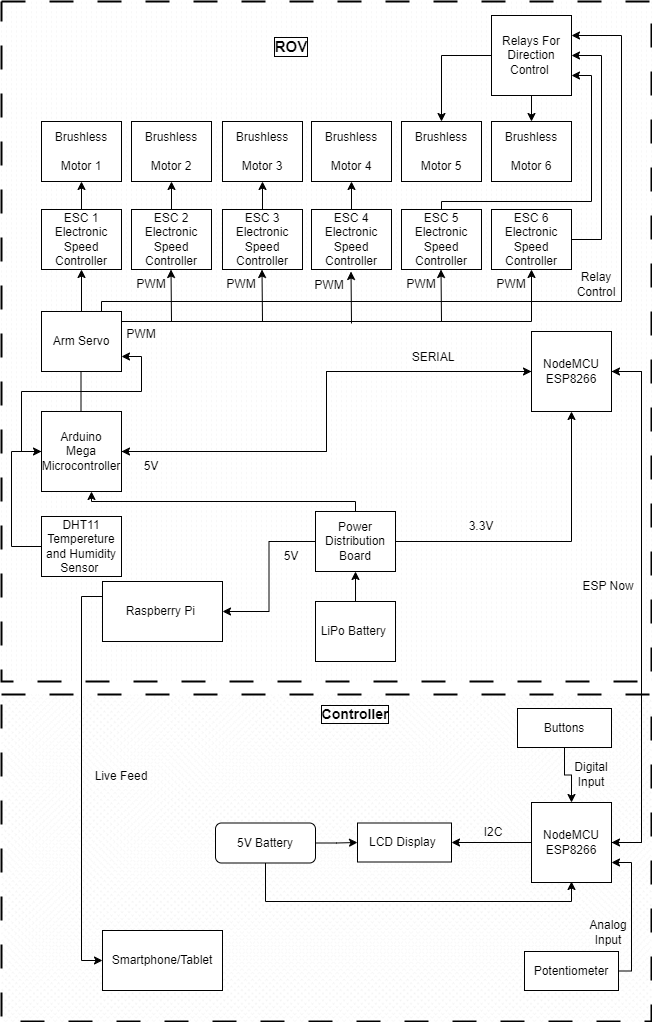 ROV
Relays For
Direction
Control
Brushless
Motor 1
Brushless
Motor 2
Brushless
Motor 3
Brushless
Motor 4
Brushless
Motor 5
Brushless
Motor 6
ESC 1
Electronic
Speed
Controller
ESC 2
Electronic
Speed
Controller
ESC 3
Electronic
Speed
Controller
ESC 4
Electronic
Speed
Controller
ESC 5
Electronic
Speed
Controller
ESC 6
Electronic
Speed
Controller
PWM
PWM
PWM
PWM
PWM
Relay
Control
Arm Servo
PWM
SERIAL
NodeMCU
ESP8266
Arduino
Mega
Microcontroller
5V
DHT11
Tempereture
and Humidity
Sensor
Power
Distribution
Board
3.3V
5V
ESP Now
Raspberry Pi
LiPo Battery
Controller
Buttons
Digital
Input
Live Feed
5V Battery
LCD Display
I2C
NodeMCU
ESP8266
Analog
Input
Smartphone/Tablet
Potentiometer